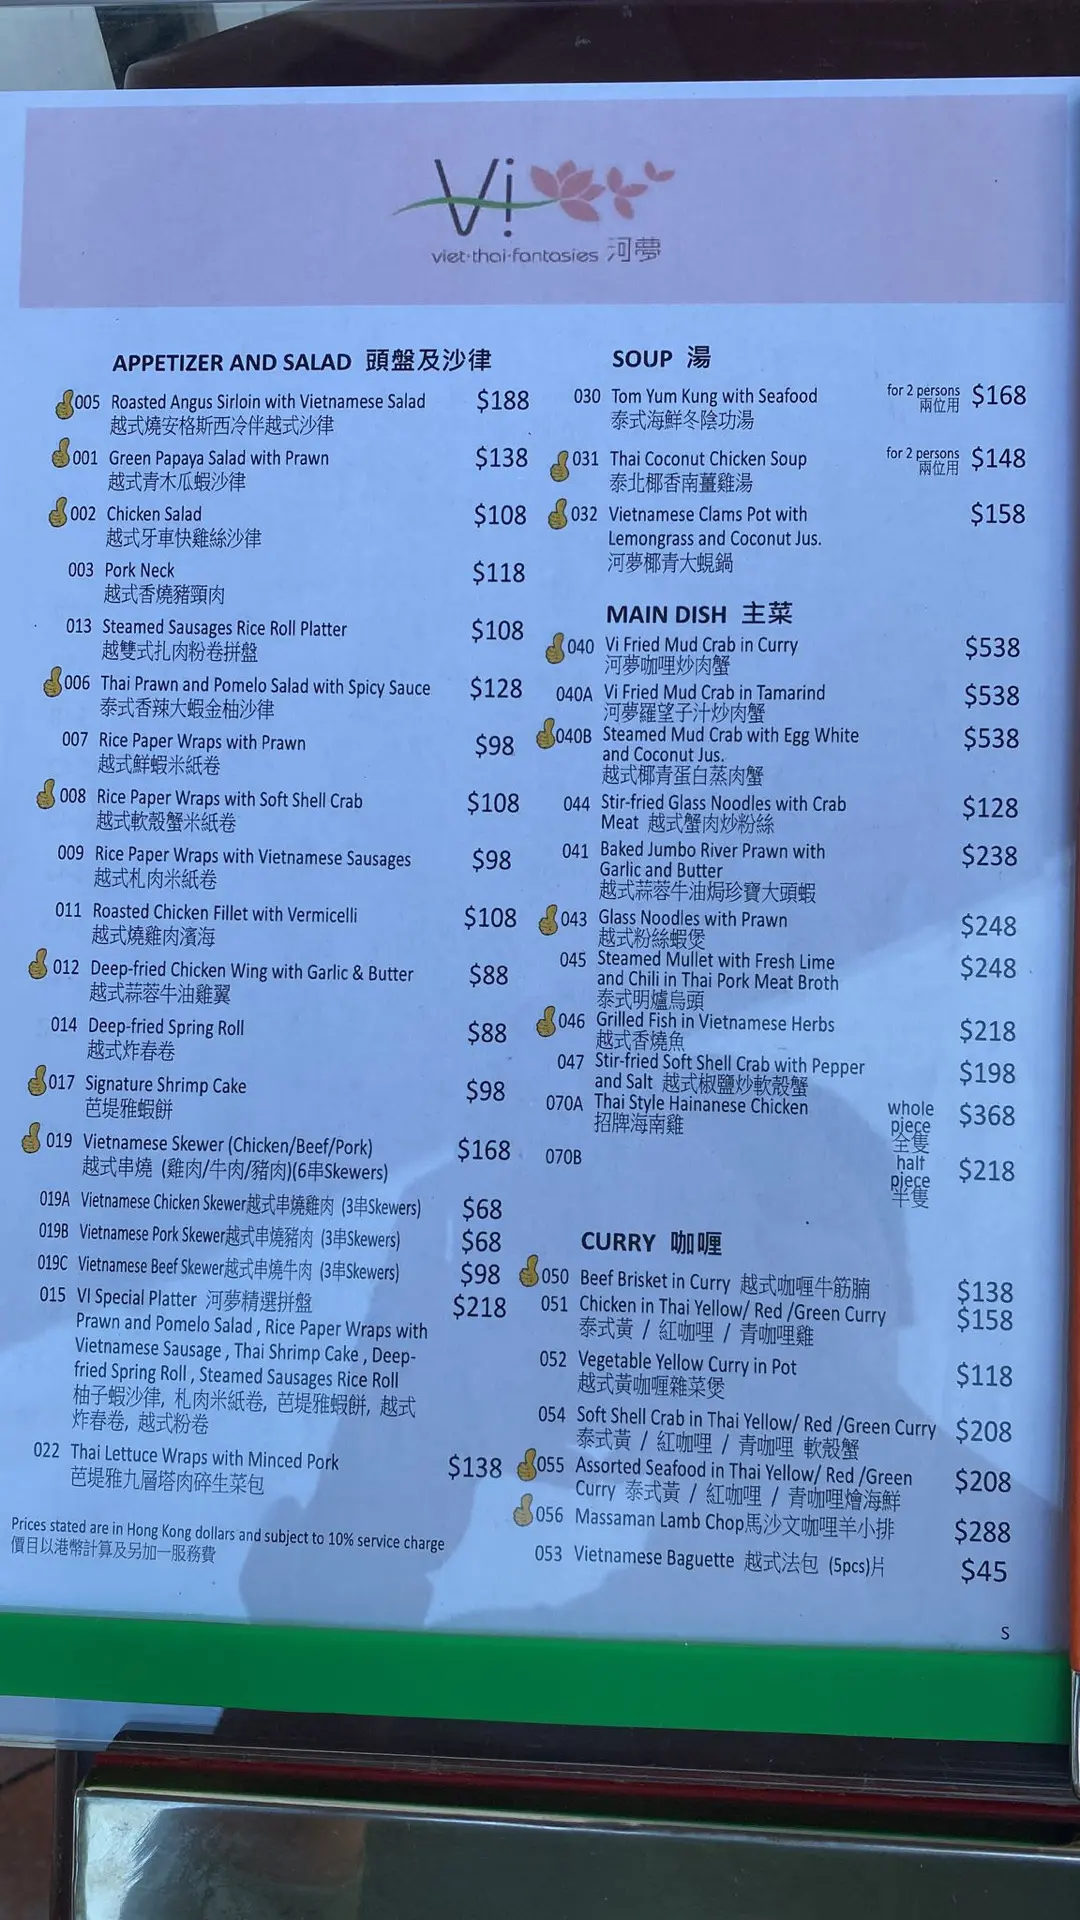 Vi
viet·thai·fantasies 河夢
APPETIZER AND SALAD 頭盤及沙律
005 Roasted Angus Sirloin with Vietnamese Salad $188
越式燒安格斯西冷伴越式沙律
001 Green Papaya Salad with Prawn $138
越式青木瓜蝦沙律
002 Chicken Salad $108
越式牙車快雞絲沙律
003 Pork Neck $118
越式香燒豬頸肉
013 Steamed Sausages Rice Roll Platter $108
越雙式扎肉粉卷拼盤
006 Thai Prawn and Pomelo Salad with Spicy Sauce $128
泰式香辣大蝦金柚沙律
007 Rice Paper Wraps with Prawn $98
越式鮮蝦米紙卷
008 Rice Paper Wraps with Soft Shell Crab $108
越式軟殼蟹米紙卷
009 Rice Paper Wraps with Vietnamese Sausages $98
越式札肉米紙卷
011 Roasted Chicken Fillet with Vermicelli $108
越式燒雞肉濱海
012 Deep-fried Chicken Wing with Garlic & Butter $88
越式蒜蓉牛油雞翼
014 Deep-fried Spring Roll $88
越式炸春卷
017 Signature Shrimp Cake $98
芭堤雅蝦餅
019 Vietnamese Skewer (Chicken/Beef/Pork) $168
越式串燒 (雞肉/牛肉/豬肉)(6串Skewers)
019A Vietnamese Chicken Skewer越式串燒雞肉 (3串Skewers) $68
019B Vietnamese Pork Skewer越式串燒豬肉 (3串Skewers) $68
019C Vietnamese Beef Skewer越式串燒牛肉 (3串Skewers) $98
015 VI Special Platter 河夢精選拼盤 $218
Prawn and Pomelo Salad , Rice Paper Wraps with
Vietnamese Sausage , Thai Shrimp Cake , Deep-
fried Spring Roll , Steamed Sausages Rice Roll
柚子蝦沙律, 札肉米紙卷, 芭堤雅蝦餅, 越式
炸春卷, 越式粉卷
022 Thai Lettuce Wraps with Minced Pork $138
芭堤雅九層塔肉碎生菜包
Prices stated are in Hong Kong dollars and subject to 10% service charge
價目以港幣計算及另加一服務費
SOUP 湯
030 Tom Yum Kung with Seafood for 2 persons $168
泰式海鮮冬陰功湯 兩位用
031 Thai Coconut Chicken Soup for 2 persons $148
泰北椰香南薑雞湯 兩位用
032 Vietnamese Clams Pot with $158
Lemongrass and Coconut Jus.
河夢椰青大蜆鍋
MAIN DISH 主菜
040 Vi Fried Mud Crab in Curry $538
河夢咖哩炒肉蟹
040A Vi Fried Mud Crab in Tamarind $538
河夢羅望子汁炒肉蟹
040B Steamed Mud Crab with Egg White $538
and Coconut Jus.
越式椰青蛋白蒸肉蟹
044 Stir-fried Glass Noodles with Crab $128
Meat 越式蟹肉炒粉絲
041 Baked Jumbo River Prawn with $238
Garlic and Butter
越式蒜蓉牛油焗珍寶大頭蝦
043 Glass Noodles with Prawn $248
越式粉絲蝦煲
045 Steamed Mullet with Fresh Lime $248
and Chili in Thai Pork Meat Broth
泰式明爐烏頭
046 Grilled Fish in Vietnamese Herbs $218
越式香燒魚
047 Stir-fried Soft Shell Crab with Pepper $198
and Salt 越式椒鹽炒軟殼蟹
070A Thai Style Hainanese Chicken whole piece 全隻 $368
招牌海南雞
070B half piece 半隻 $218
CURRY 咖喱
050 Beef Brisket in Curry 越式咖喱牛筋腩 $138
051 Chicken in Thai Yellow/ Red /Green Curry $158
泰式黃 / 紅咖哩 / 青咖哩雞
052 Vegetable Yellow Curry in Pot $118
越式黃咖喱雜菜煲
054 Soft Shell Crab in Thai Yellow/ Red /Green Curry $208
泰式黃 / 紅咖哩 / 青咖哩 軟殼蟹
055 Assorted Seafood in Thai Yellow/ Red /Green $208
Curry 泰式黃 / 紅咖哩 / 青咖哩燴海鮮
056 Massaman Lamb Chop馬沙文咖哩羊小排 $288
053 Vietnamese Baguette 越式法包 (5pcs)片 $45
S